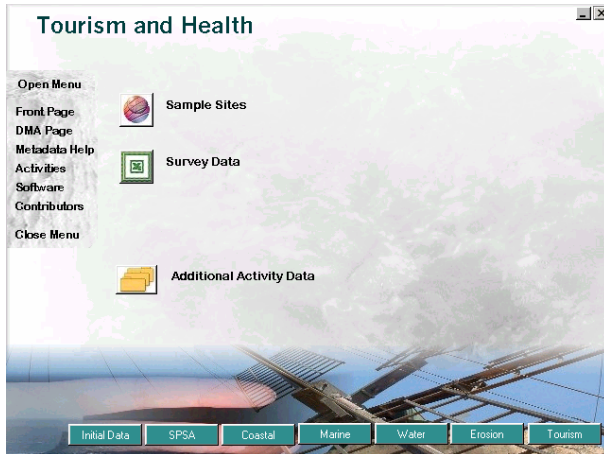 Tourism and Health
Open Menu
Front Page
DMA Page
Metadata Help
Activities
Software
Contributors
Close Menu
Sample Sites
Survey Data
Additional Activity Data
Initial Data
SPSA
Coastal
Marine
Water
Erosion
Tourism